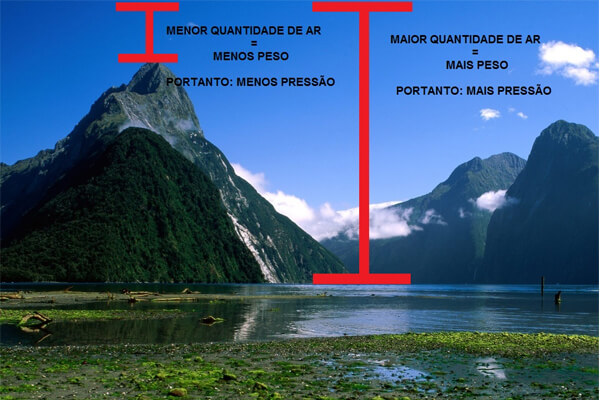 MENOR QUANTIDADE DE AR
=
MENOS PESO
PORTANTO: MENOS PRESSÃO
MAIOR QUANTIDADE DE AR
=
MAIS PESO
PORTANTO: MAIS PRESSÃO